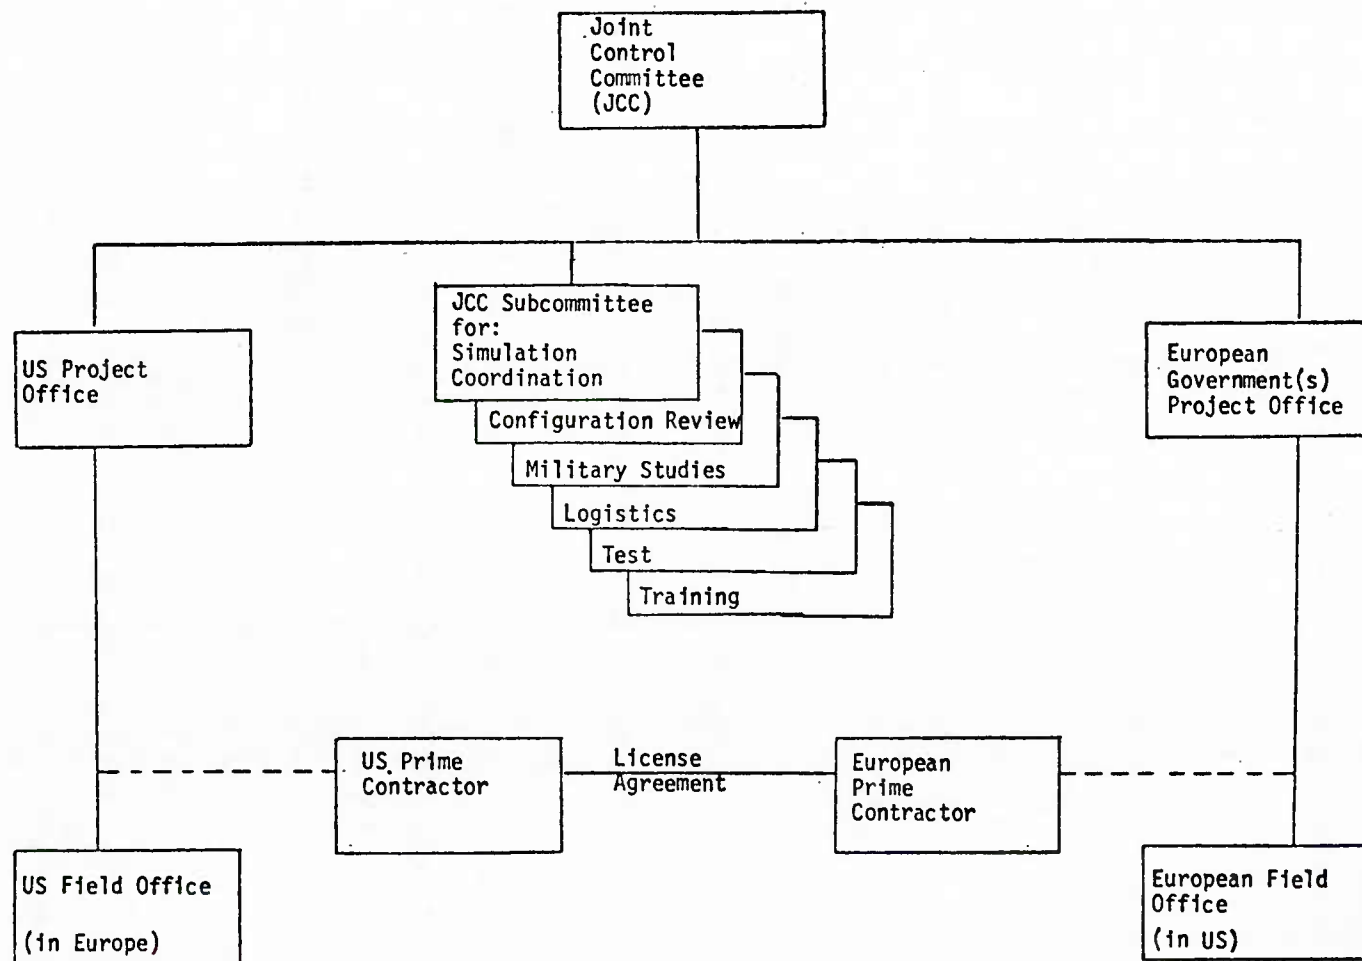 Joint
Control
Committee
(JCC)
JCC Subcommittee
for:
Simulation
Coordination
Configuration Review
Military Studies
Logistics
Test
Training
US Project
Office
European
Government(s)
Project Office
US Prime
Contractor
License
Agreement
European
Prime
Contractor
US Field Office
(in Europe)
European Field
Office
(in US)